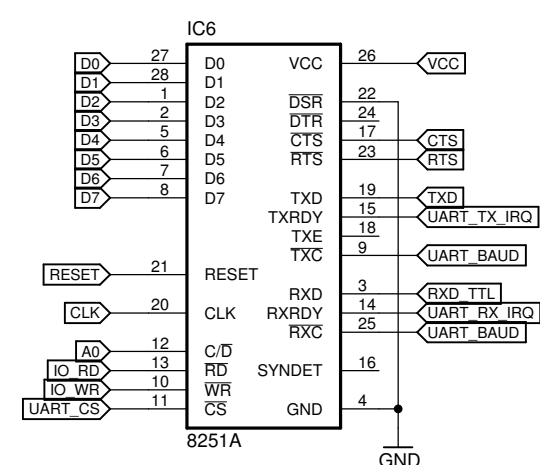 IC6
D0 27 D0 VCC 26 VCC
D1 28 D1
D2 1 D2 DSR 22
D3 2 D3 DTR 24
D4 5 D4 CTS 17 CTS
D5 6 D5 RTS 23 RTS
D6 7 D6
D7 8 D7 TXD 19 TXD
TXRDY 15 UART_TX_IRQ
TXE 18
TXC 9 UART_BAUD
RESET 21 RESET
RXD 3 RXD_TTL
CLK 20 CLK RXRDY 14 UART_RX_IRQ
RXC 25 UART_BAUD
A0 12 C/D
IO_RD 13 RD SYNDET 16
IO_WR 10 WR
UART_CS 11 CS GND 4
8251A
GND